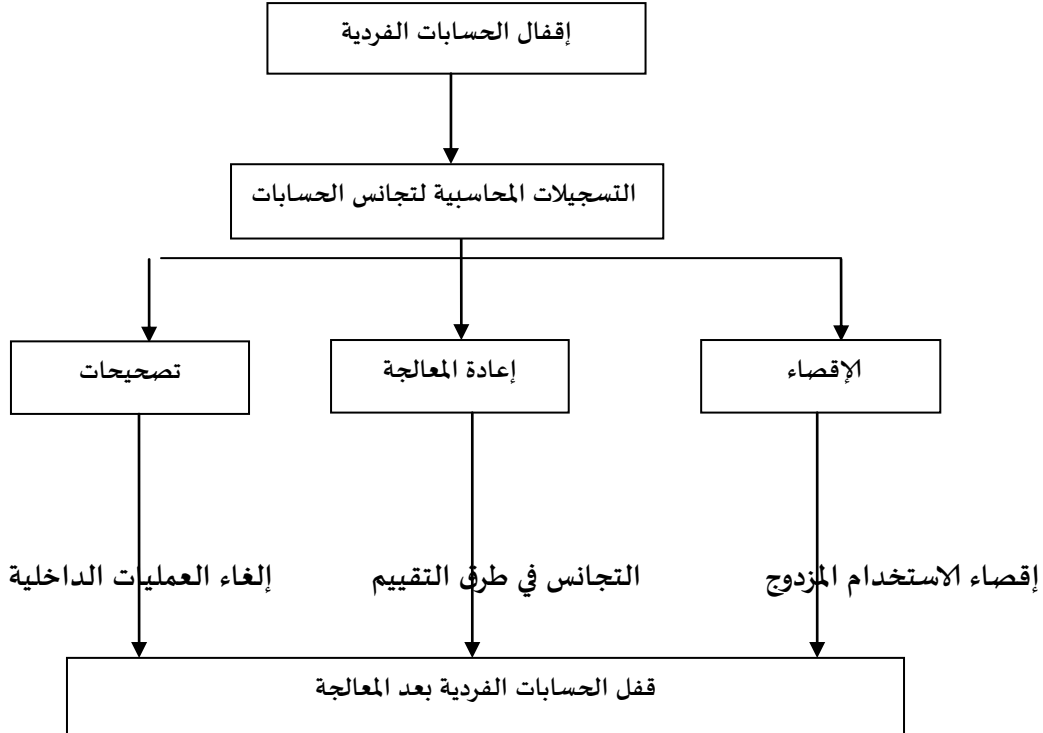 إقفال الحسابات الفردية
التسجيلات المحاسبية لتجانس الحسابات
الإقصاء
إعادة المعالجة
تصحيحات
إقصاء الاستخدام المزدوج
التجانس في طرق التقييم
إلغاء العمليات الداخلية
قفل الحسابات الفردية بعد المعالجة